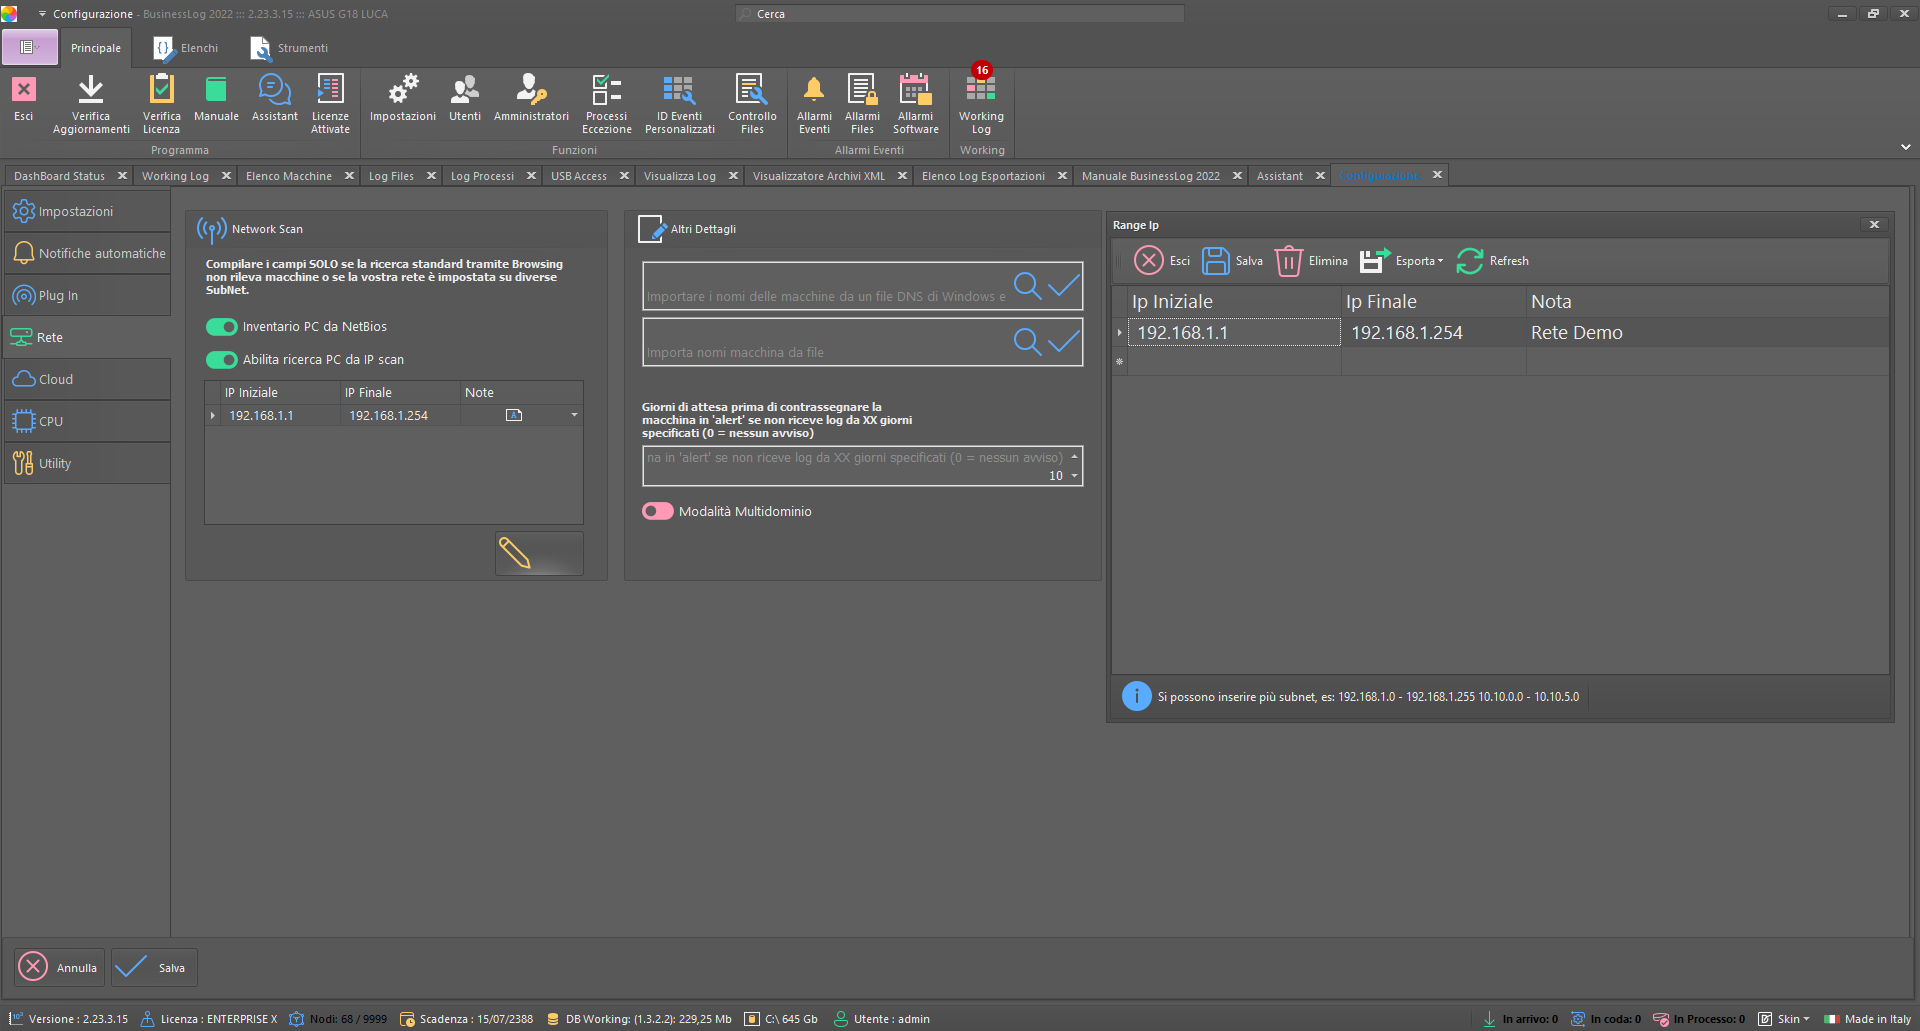 Configurazione - BusinessLog 2022 ::: 2.23.3.15 ::: ASUS G18 LUCA
Cerca
Principale
Elenchi
Strumenti
Esci
Verifica
Aggiornamenti
Verifica
Licenza
Manuale
Assistant
Licenze
Attivate
Programma
Impostazioni
Utenti
Amministratori
Processi
Eccezione
ID Eventi
Personalizzati
Controllo
Files
Funzioni
Allarmi
Eventi
Allarmi
Files
Allarmi
Software
Allarmi Eventi
16
Working
Log
Working
DashBoard Status
Working Log
Elenco Macchine
Log Files
Log Processi
USB Access
Visualizza Log
Visualizzatore Archivi XML
Elenco Log Esportazioni
Manuale BusinessLog 2022
Assistant
Configurazione
Impostazioni
Notifiche automatiche
Plug In
Rete
Cloud
CPU
Utility
Network Scan
Compilare i campi SOLO se la ricerca standard tramite Browsing
non rileva macchine o se la vostra rete è impostata su diverse
SubNet.
Inventario PC da NetBios
Abilita ricerca PC da IP scan
IP Iniziale IP Finale Note
192.168.1.1 192.168.1.254
Altri Dettagli
Importare i nomi delle macchine da un file DNS di Windows e
Importa nomi macchina da file
Giorni di attesa prima di contrassegnare la
macchina in 'alert' se non riceve log da XX giorni
specificati (0 = nessun avviso)
na in 'alert' se non riceve log da XX giorni specificati (0 = nessun avviso)
10
Modalità Multidominio
Range Ip
Esci
Salva
Elimina
Esporta
Refresh
Ip Iniziale Ip Finale Nota
192.168.1.1 192.168.1.254 Rete Demo
Si possono inserire più subnet, es: 192.168.1.0 - 192.168.1.255 10.10.0.0 - 10.10.5.0
Annulla
Salva
Versione : 2.23.3.15
Licenza : ENTERPRISE X
Nodi: 68 / 9999
Scadenza : 15/07/2388
DB Working: (1.3.2.2): 229,25 Mb
C:\ 645 Gb
Utente : admin
In arrivo: 0
In coda: 0
In Processo: 0
Skin
Made in Italy